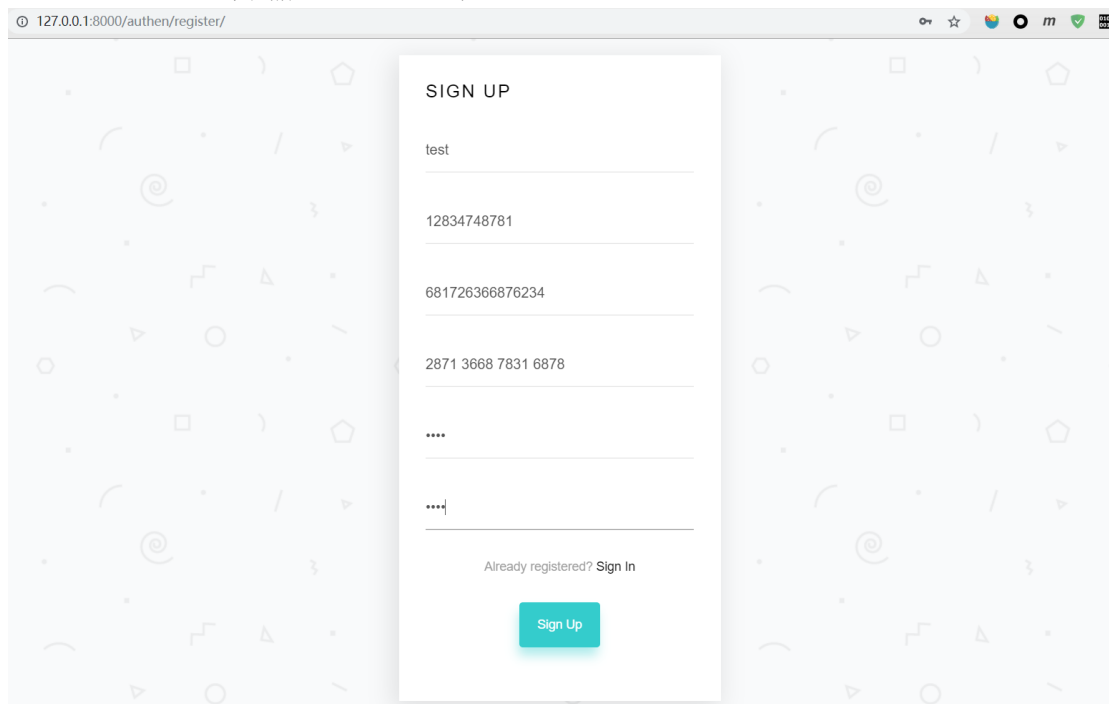 127.0.0.1:8000/authen/register/
SIGN UP
test
12834748781
681726366876234
2871 3668 7831 6878
••••
••••
Already registered? Sign In
Sign Up